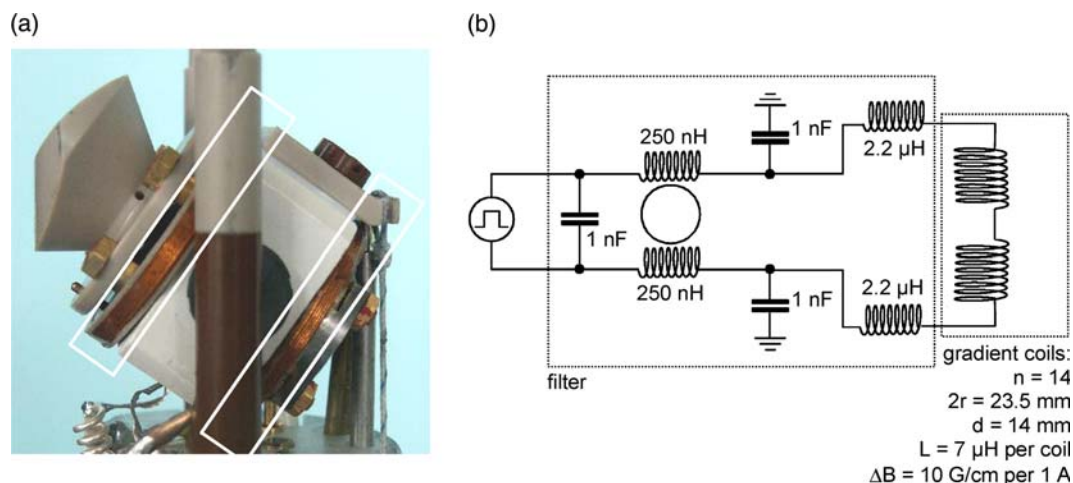 (a)
(b)
250 nH
1 nF
2.2 µH
1 nF
250 nH
1 nF
2.2 µH
filter
gradient coils:
n = 14
2r = 23.5 mm
d = 14 mm
L = 7 µH per coil
ΔB = 10 G/cm per 1 A